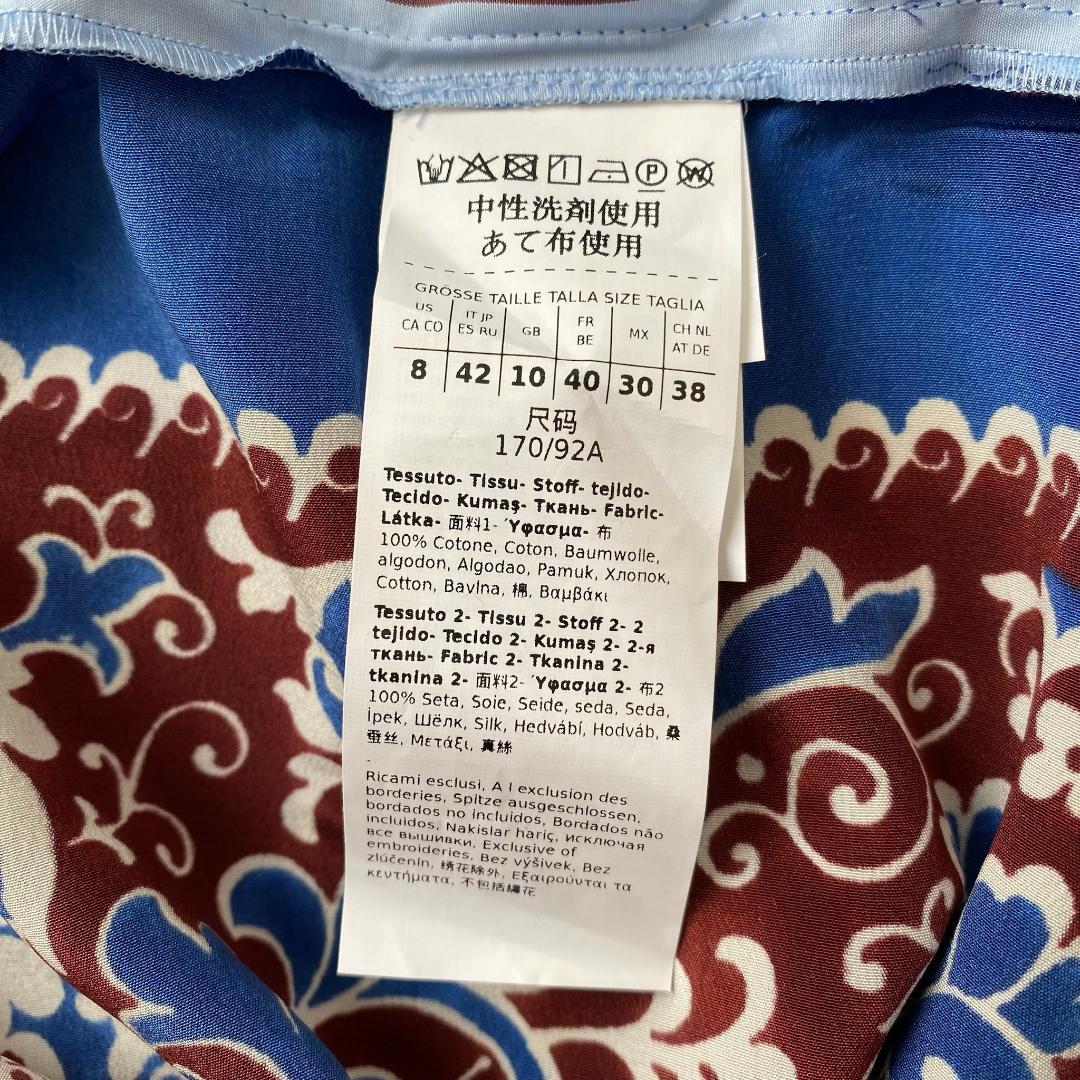 P W
中性洗剤使用
あて布使用
GRÖSSE TAILLE TALLA SIZE TAGLIA
US CA CO IT JP ES RU GB FR BE MX CH NL AT DE
8 42 10 40 30 38
尺码
170/92A
Tessuto- Tissu- Stoff- tejido-
Tecido- Kumaş- Ткань- Fabric-
Látka- 面料1- Ύφασμα- 布
100% Cotone, Coton, Baumwolle,
algodon, Algodao, Pamuk, Хлопок,
Cotton, Bavlna, 棉, Βαμβάκι
Tessuto 2- Tissu 2- Stoff 2- 2
tejido- Tecido 2- Kumaş 2- 2-я
ткань- Fabric 2- Tkanina 2-
tkanina 2- 面料2- Ύφασμα 2- 布2
100% Seta, Soie, Seide, seda, Seda,
İpek, Шёлк, Silk, Hedvábí, Hodváb, 桑
蚕丝, Μετάξι, 真絲
Ricami esclusi, A l exclusion des
borderies, Spitze ausgeschlossen,
bordados no incluidos, Bordados não
incluidos, Nakislar hariç, исключая
все вышивки, Exclusive of
embroideries, Bez výšivek, Bez
zlúčenín, 绣花除外, Εξαιρούνται τα
κεντήματα, 不包括繡花